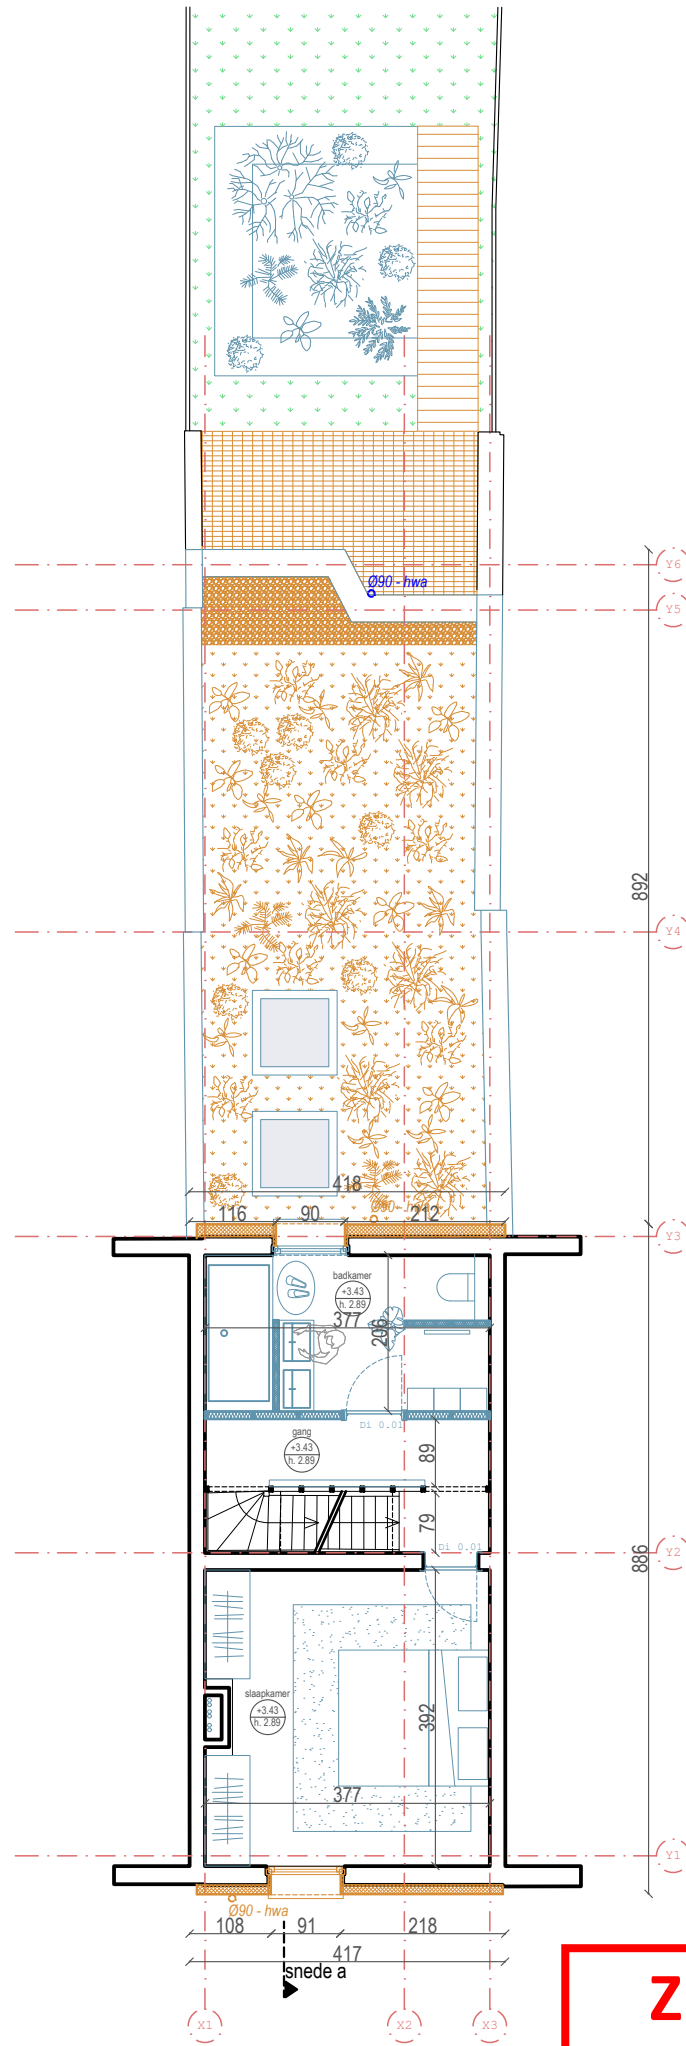 Ø90 - hwa
Y6
Y5
892
Y4
418
116
90
212
Y3
badkamer
+3.43
h. 2.89
377
206
Di 0.01
gang
+3.43
h. 2.89
89
79
Di 0.01
Y2
886
slaapkamer
+3.43
h. 2.89
392
377
Y1
Ø90 - hwa
108
91
218
417
snede a
Z
X1
X2
X3